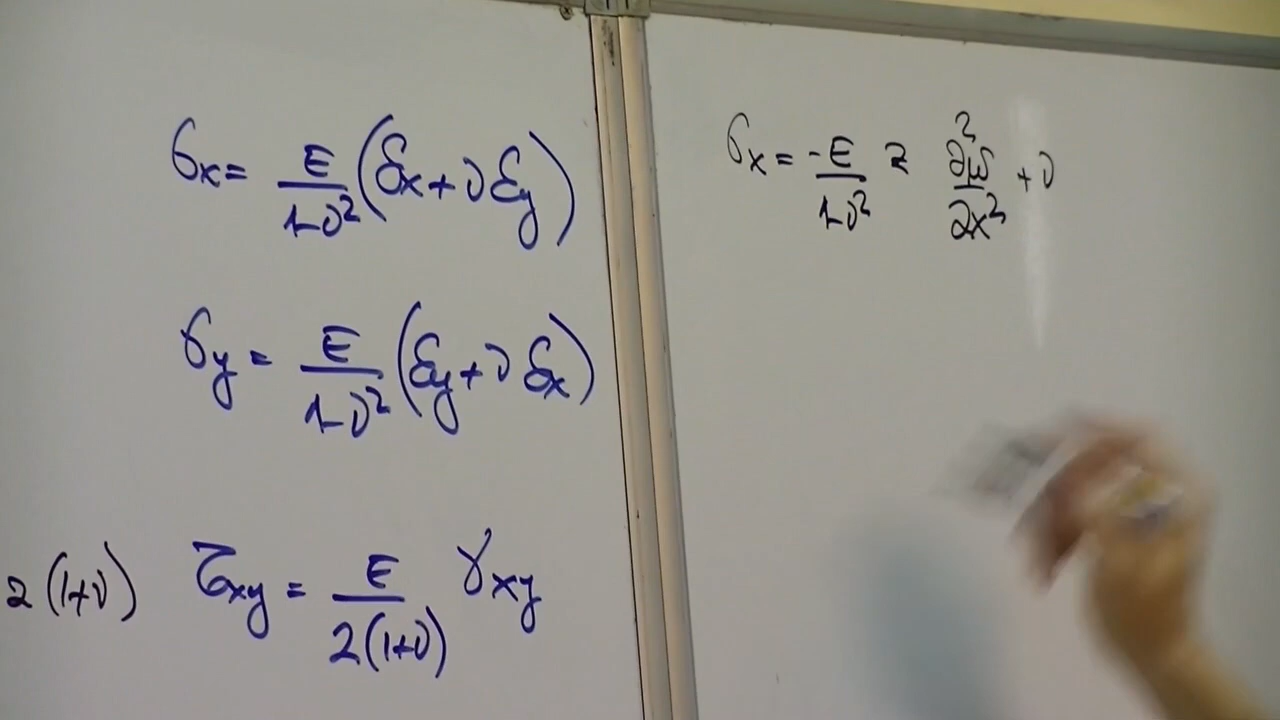 σx = E/1-ν² (εx + ν εy)
σy = E/1-ν² (εy + ν εx)
2(1+ν) τxy = E/2(1+ν) γxy
σx = -E/1-ν² z ∂²w/∂x² + ν